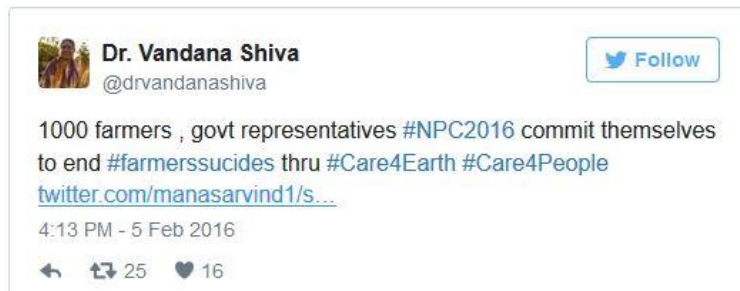 Dr. Vandana Shiva
@drvandanashiva
Follow
1000 farmers , govt representatives #NPC2016 commit themselves
to end #farmerssucides thru #Care4Earth #Care4People
twitter.com/manasarvind1/s…
4:13 PM - 5 Feb 2016
25 16